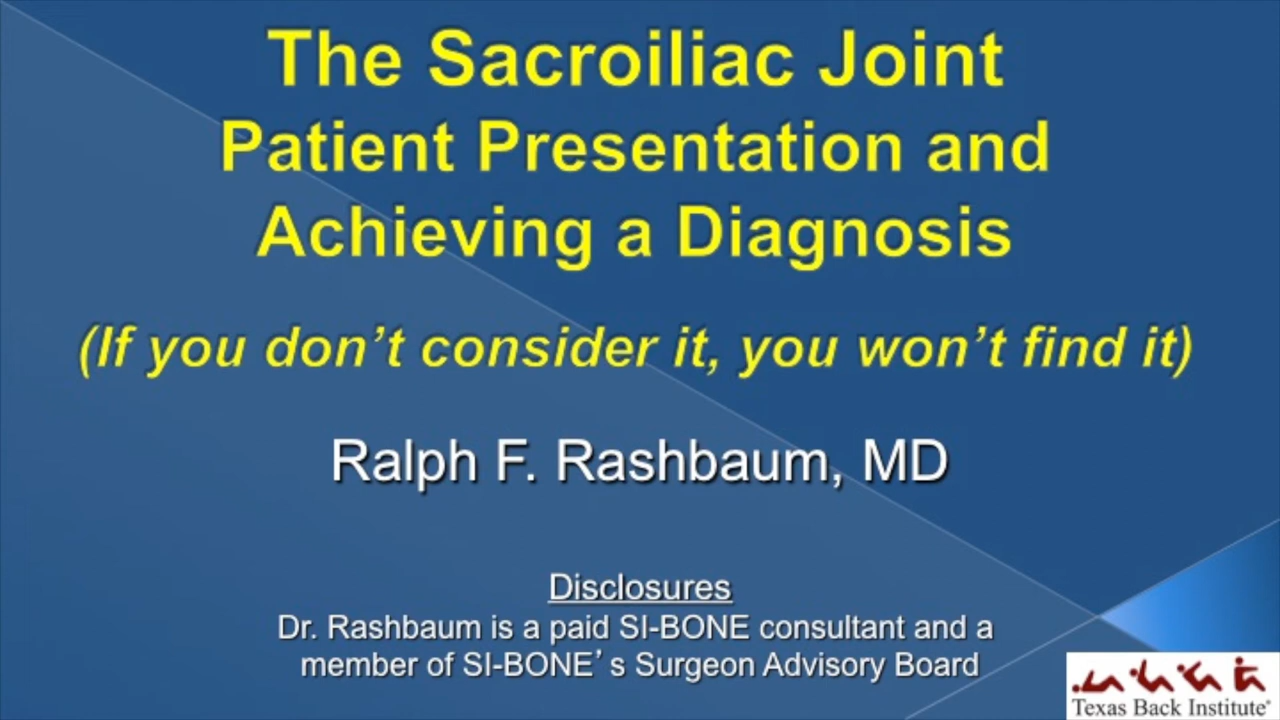 The Sacroiliac Joint
Patient Presentation and
Achieving a Diagnosis
(If you don’t consider it, you won’t find it)
Ralph F. Rashbaum, MD
Disclosures
Dr. Rashbaum is a paid SI-BONE consultant and a
member of SI-BONE’s Surgeon Advisory Board
Texas Back Institute®